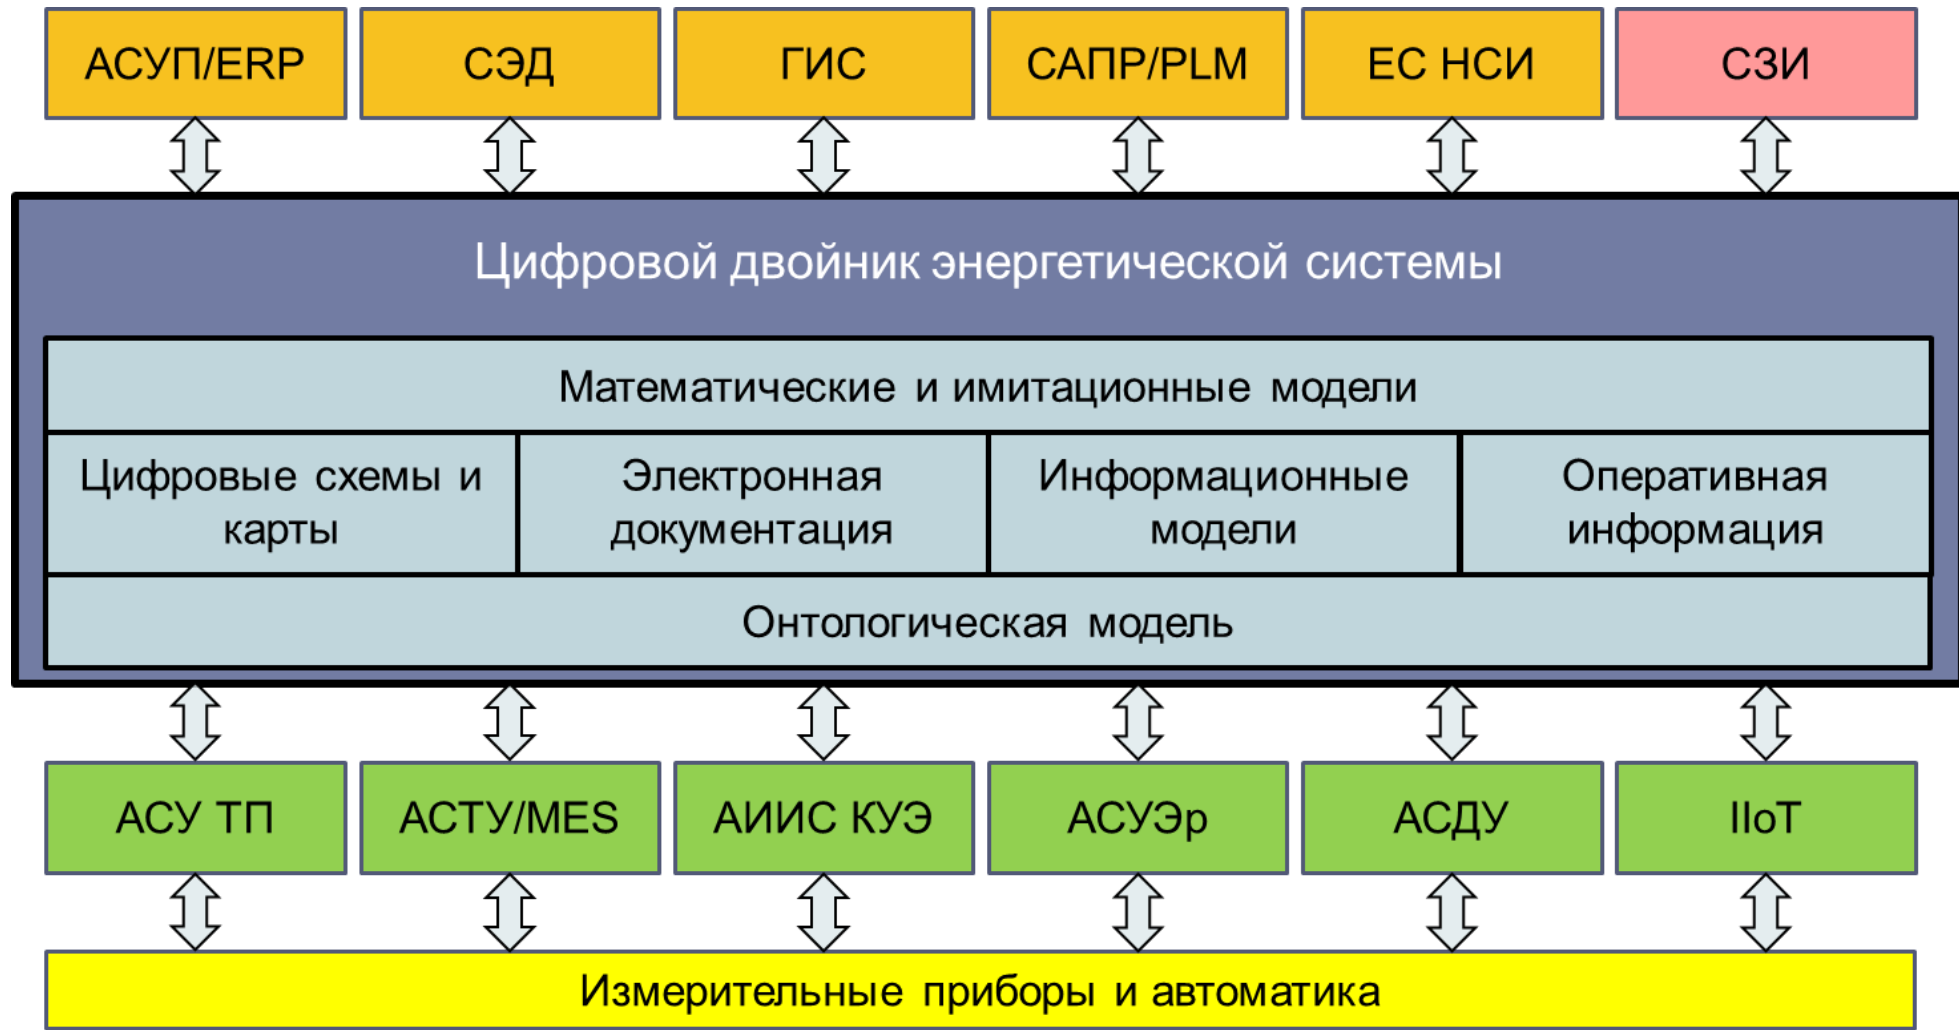 АСУП/ERP
СЭД
ГИС
САПР/PLM
ЕС НСИ
СЗИ
Цифровой двойник энергетической системы
Математические и имитационные модели
Цифровые схемы и
карты
Электронная
документация
Информационные
модели
Оперативная
информация
Онтологическая модель
АСУ ТП
АСТУ/MES
АИИС КУЭ
АСУЭр
АСДУ
IIoT
Измерительные приборы и автоматика